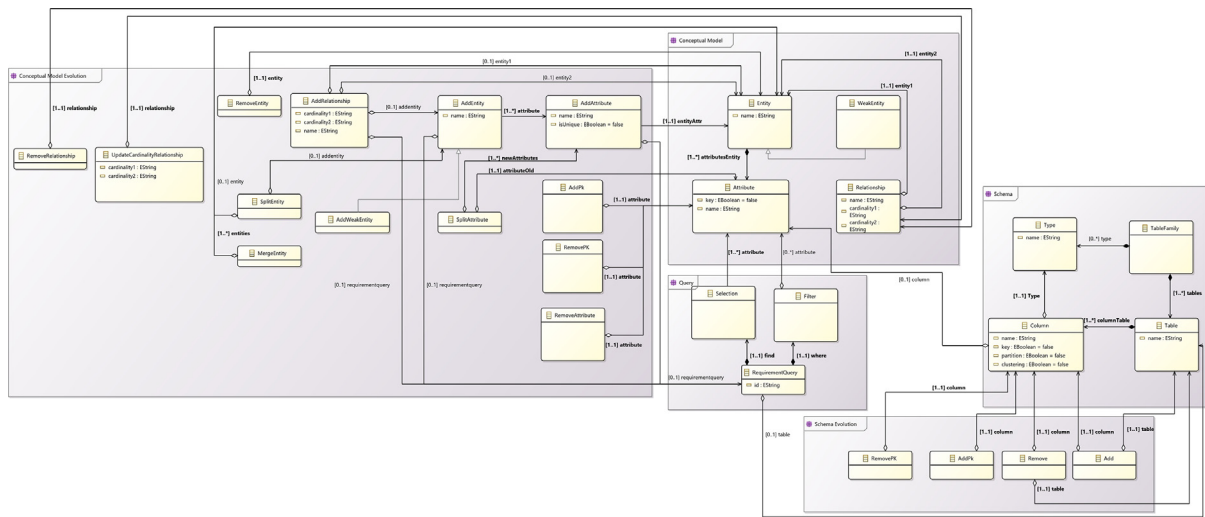 Conceptual Model
[1..1] entity2
[1..1] entity
[0..1] entity1
Conceptual Model Evolution
[0..1] entity2
[1..1] entity1
[1..1] relationship
[1..1] relationship
RemoveEntity
AddRelationship
cardinality1 : EString
cardinality2 : EString
name : EString
[0..1] addentity
AddEntity
name : EString
[1..*] attribute
AddAttribute
name : EString
isUnique : EBoolean = false
[1..1] entityAttr
Entity
name : EString
WeakEntity
RemoveRelationship
UpdateCardinalityRelationship
cardinality1 : EString
cardinality2 : EString
[0..1] addentity
[1..*] newAttributes
[1..1] attributeOld
[1..*] attributesEntity
[0..1] entity
SplitEntity
AddWeakEntity
SplitAttribute
AddPk
[1..1] attribute
Attribute
key : EBoolean = false
name : EString
Relationship
name : EString
cardinality1 : EString
cardinality2 : EString
Schema
Type
name : EString
[0..*] type
TableFamily
[1..*] entities
MergeEntity
RemovePK
[1..1] attribute
[1..*] attribute
[0..*] attribute
[0..1] requirementquery
[0..1] requirementquery
[0..1] column
Query
Selection
Filter
[1..1] Type
[1..*] tables
RemoveAttribute
[1..1] attribute
Column
name : EString
key : EBoolean = false
partition : EBoolean = false
clustering : EBoolean = false
[1..*] columnTable
Table
name : EString
[1..1] find
[1..1] where
[0..1] requirementquery
RequirementQuery
id : EString
[1..1] column
[0..1] table
Schema Evolution
[1..1] column
[1..1] column
[1..1] column
[1..1] table
RemovePK
AddPk
Remove
Add
[1..1] table